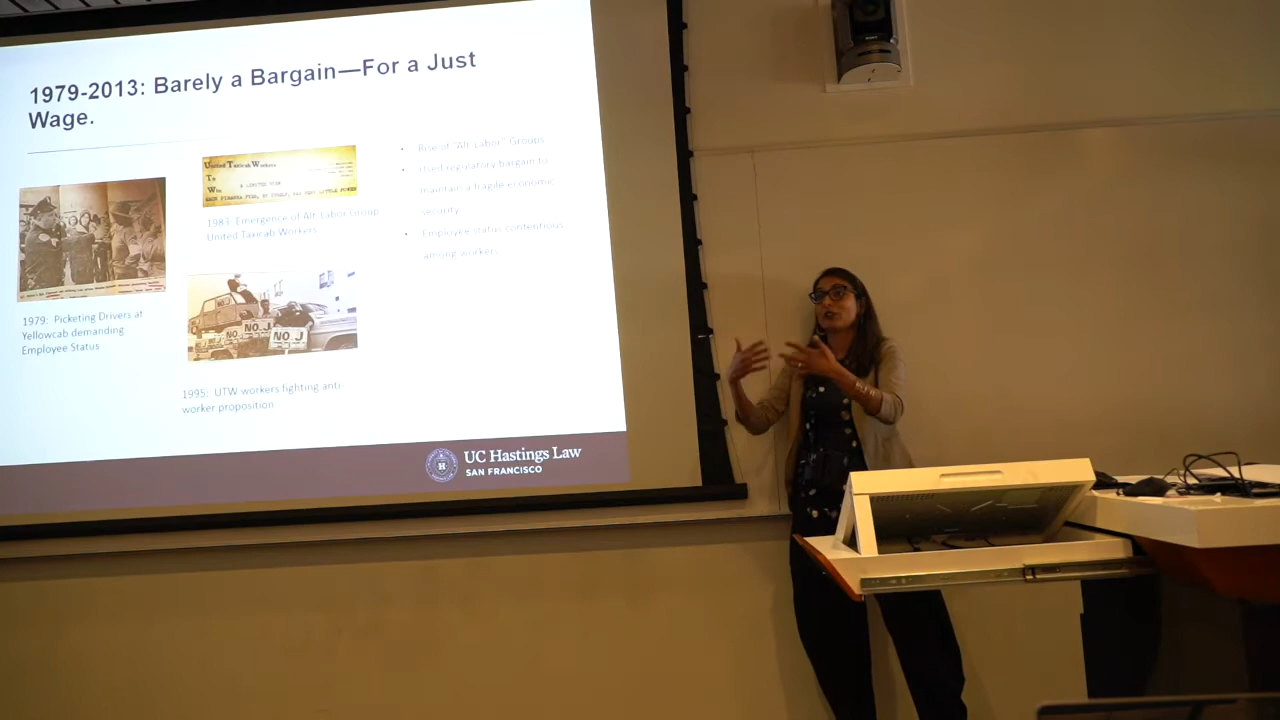 1979-2013: Barely a Bargain—For a Just
Wage.
United Taxicab Workers
1983: Emergence of Alt-Labor Group
United Taxicab Workers
1979: Picketing Drivers at
Yellowcab demanding
Employee Status
NO. J
NO. J
NO. J
1995: UTW workers fighting anti-
worker proposition
• Rise of "Alt-Labor" Groups
• Used regulatory bargain to
maintain a fragile economic
security
• Employee status contentious
among workers
UC Hastings Law
SAN FRANCISCO